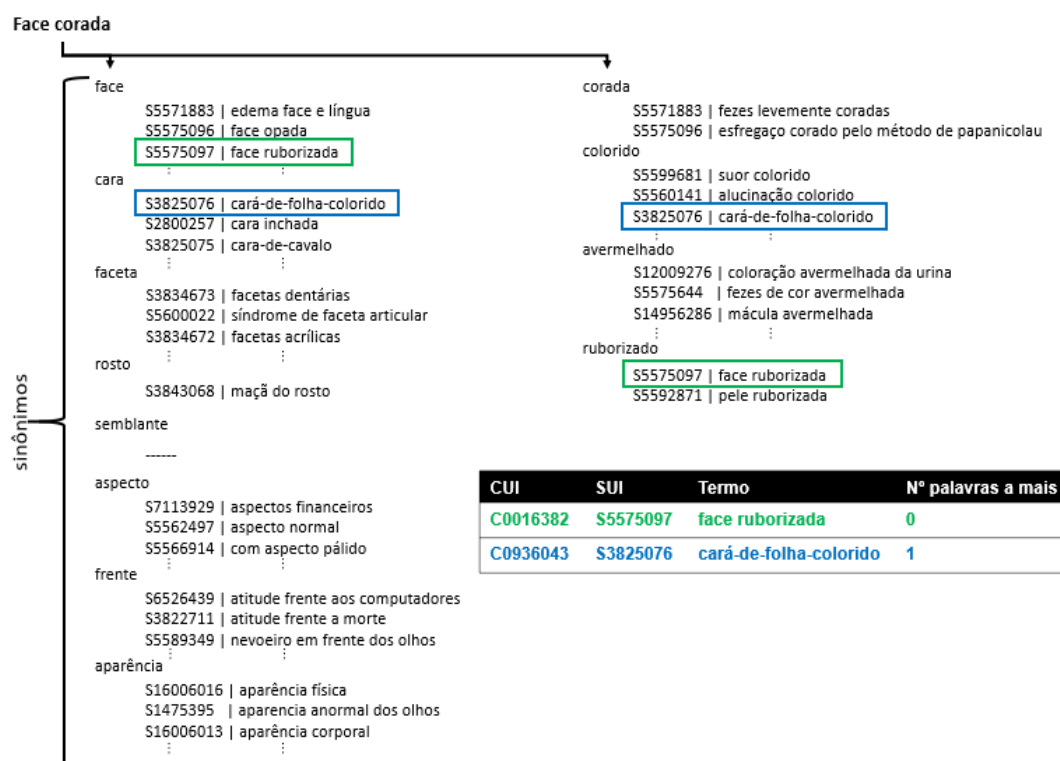 Face corada
face
S5571883 | edema face e língua
S5575096 | face opada
S5575097 | face ruborizada
cara
S3825076 | cará-de-folha-colorido
S2800257 | cara inchada
S3825075 | cara-de-cavalo
faceta
S3834673 | facetas dentárias
S5600022 | síndrome de faceta articular
S3834672 | facetas acrílicas
rosto
S3843068 | maçã do rosto
semblante
------
aspecto
S7113929 | aspectos financeiros
S5562497 | aspecto normal
S5566914 | com aspecto pálido
frente
S6526439 | atitude frente aos computadores
S3822711 | atitude frente a morte
S5589349 | nevoeiro em frente dos olhos
aparência
S16006016 | aparência física
S1475395 | aparencia anormal dos olhos
S16006013 | aparência corporal
sinônimos
corada
S5571883 | fezes levemente coradas
S5575096 | esfregaço corado pelo método de papanicolau
colorido
S5599681 | suor colorido
S5560141 | alucinação colorido
S3825076 | cará-de-folha-colorido
avermelhado
S12009276 | coloração avermelhada da urina
S5575644 | fezes de cor avermelhada
S14956286 | mácula avermelhada
ruborizado
S5575097 | face ruborizada
S5592871 | pele ruborizada
CUI SUI Termo Nº palavras a mais
C0016382 S5575097 face ruborizada 0
C0936043 S3825076 cará-de-folha-colorido 1